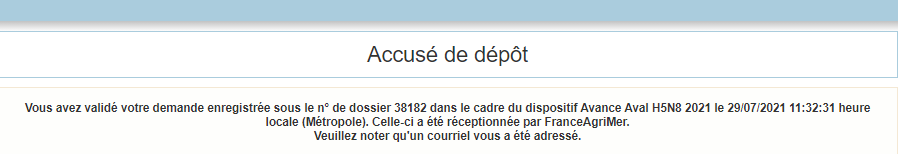 Accusé de dépôt
Vous avez validé votre demande enregistrée sous le n° de dossier 38182 dans le cadre du dispositif Avance Aval H5N8 2021 le 29/07/2021 11:32:31 heure
locale (Métropole). Celle-ci a été réceptionnée par FranceAgriMer.
Veuillez noter qu'un courriel vous a été adressé.